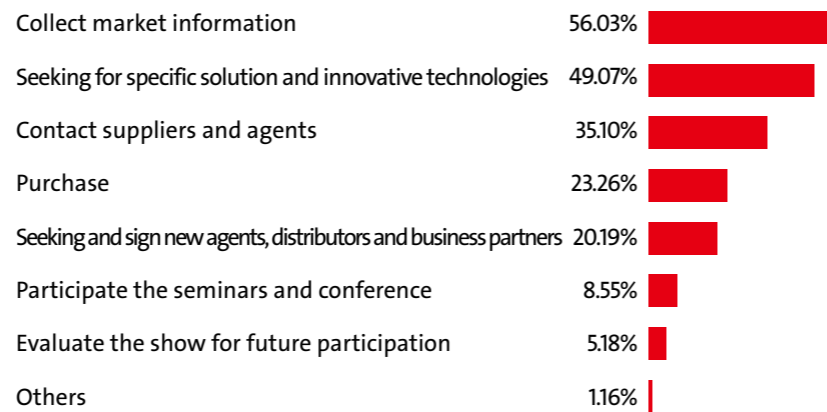 Collect market information 56.03%
Seeking for specific solution and innovative technologies 49.07%
Contact suppliers and agents 35.10%
Purchase 23.26%
Seeking and sign new agents, distributors and business partners 20.19%
Participate the seminars and conference 8.55%
Evaluate the show for future participation 5.18%
Others 1.16%